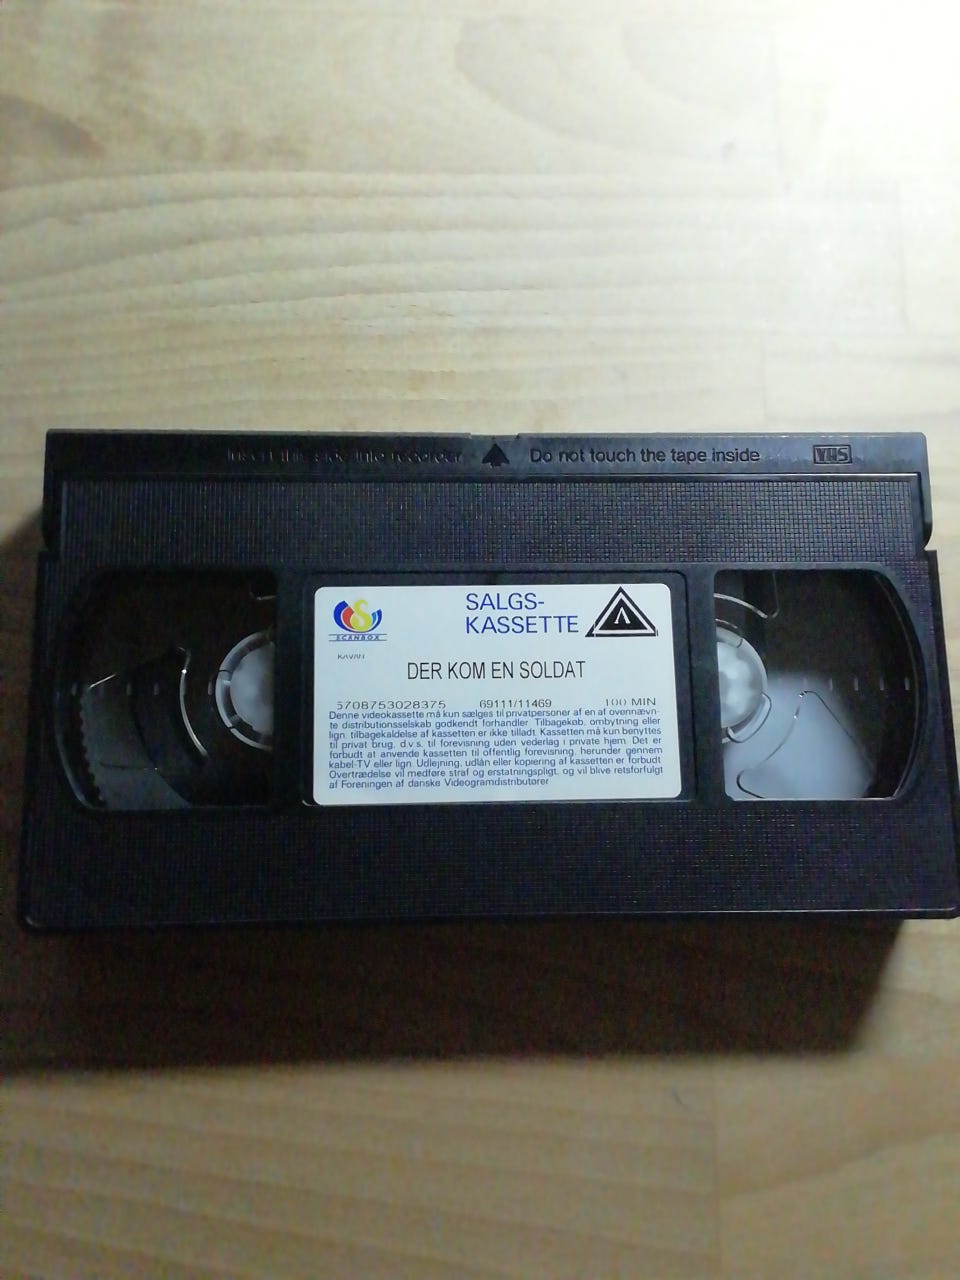 Insert this side into recorder Do not touch the tape inside VHS
SALGS-
KASSETTE
SCANBOX
KAVAN
DER KOM EN SOLDAT
5708753028375 69111/11469 100 MIN
Denne videokassette må kun sælges til privatpersoner af en af ovennævn-
te distributionsselskab godkendt forhandler. Tilbagekøb, ombytning eller
lign. tilbagekaldelse af kassetten er ikke tilladt. Kassetten må kun benyttes
til privat brug, d.v.s. til forevisning uden vederlag i private hjem. Det er
forbudt at anvende kassetten til offentlig forevisning, herunder gennem
kabel-TV eller lign. Udlejning, udlån eller kopiering af kassetten er forbudt.
Overtrædelse vil medføre straf og erstatningspligt, og vil blive retsforfulgt
af Foreningen af danske Videogramdistributører